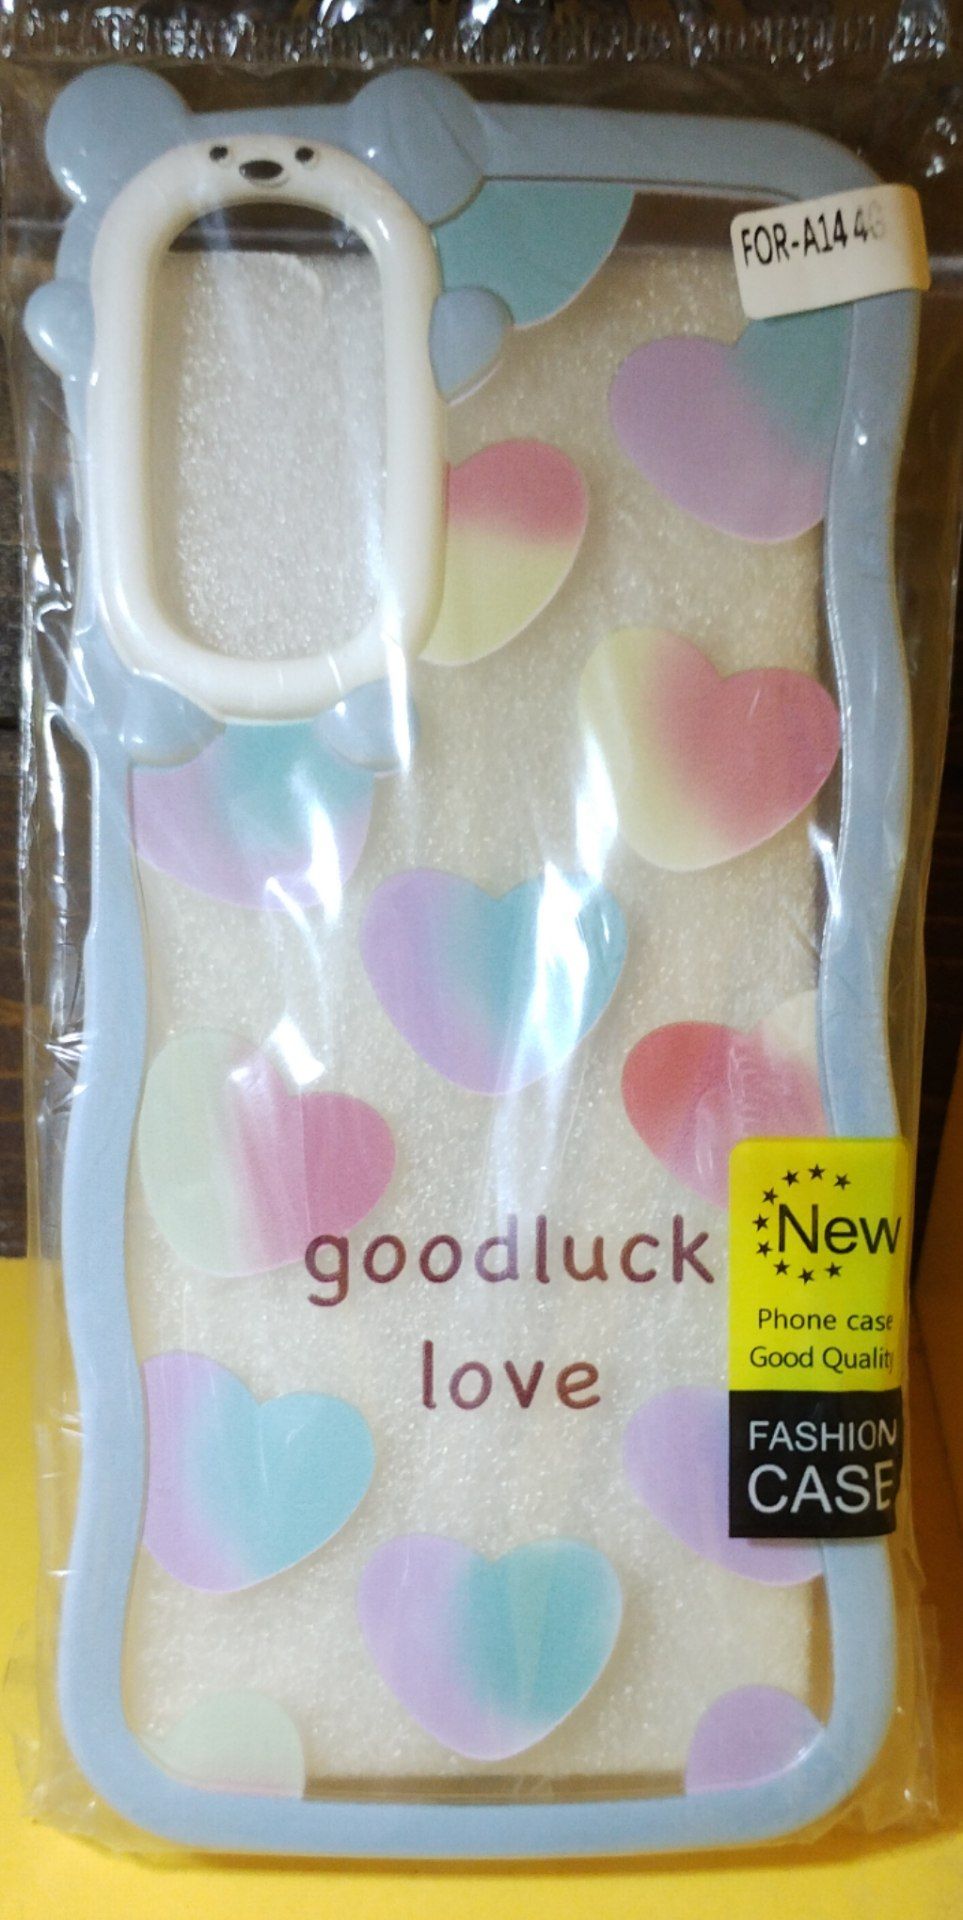 FOR-A14 4G
goodluck
love
New
Phone case
Good Quality
FASHION
CASE